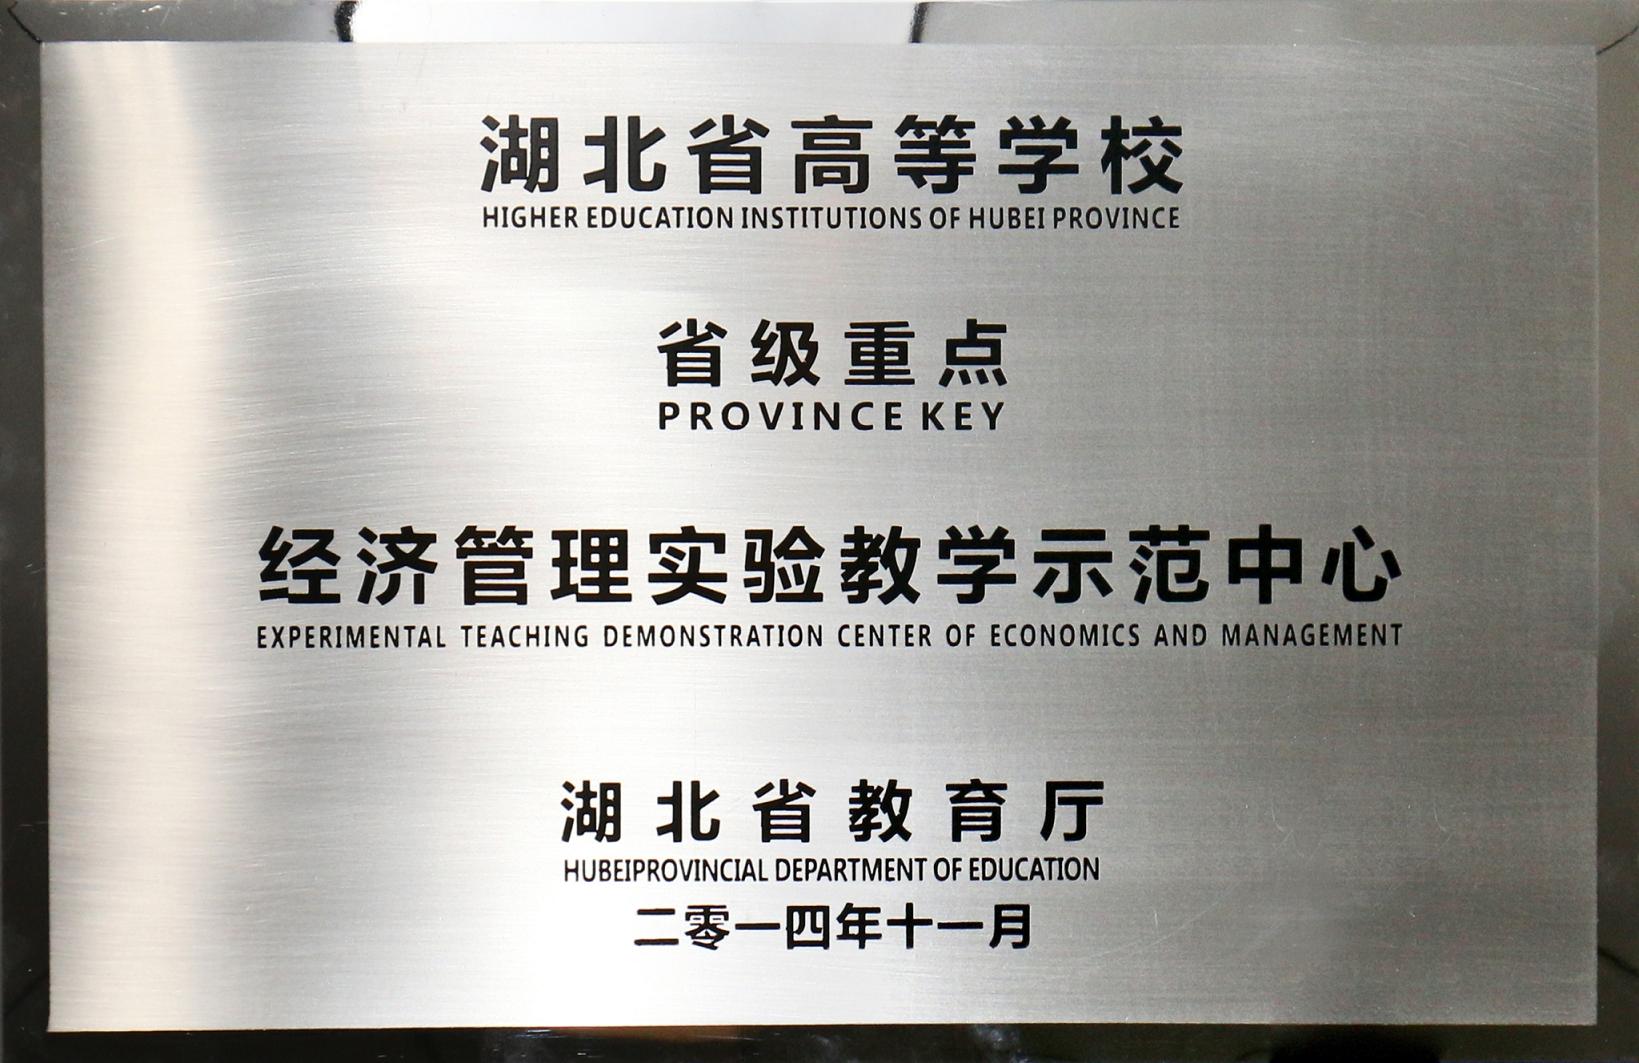 湖北省高等学校
HIGHER EDUCATION INSTITUTIONS OF HUBEI PROVINCE
省级重点
PROVINCE KEY
经济管理实验教学示范中心
EXPERIMENTAL TEACHING DEMONSTRATION CENTER OF ECONOMICS AND MANAGEMENT
湖北省教育厅
HUBEIPROVINCIAL DEPARTMENT OF EDUCATION
二零一四年十一月